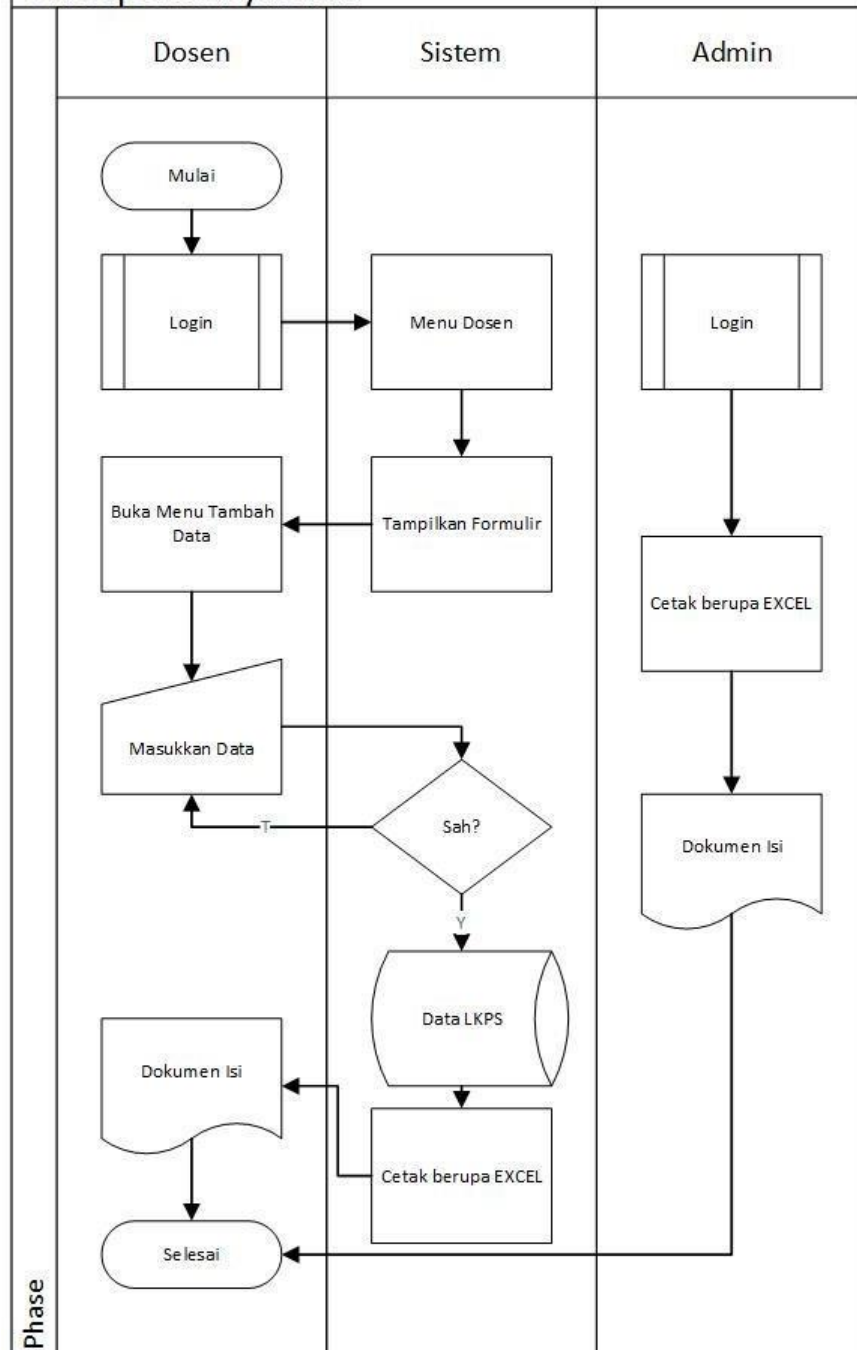 Dosen
Sistem
Admin
Mulai
Login
Menu Dosen
Login
Buka Menu Tambah
Data
Tampilkan Formulir
Cetak berupa EXCEL
Masukkan Data
Sah?
T
Y
Dokumen Isi
Data LKPS
Dokumen Isi
Cetak berupa EXCEL
Selesai
Phase